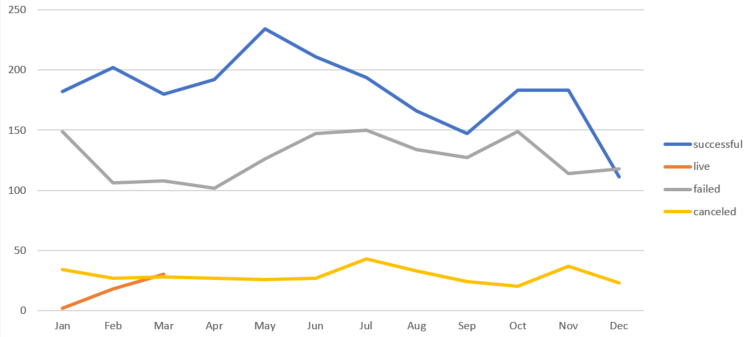 250
200
150
100
50
0
Jan Feb Mar Apr May Jun Jul Aug Sep Oct Nov Dec
successful
live
failed
canceled